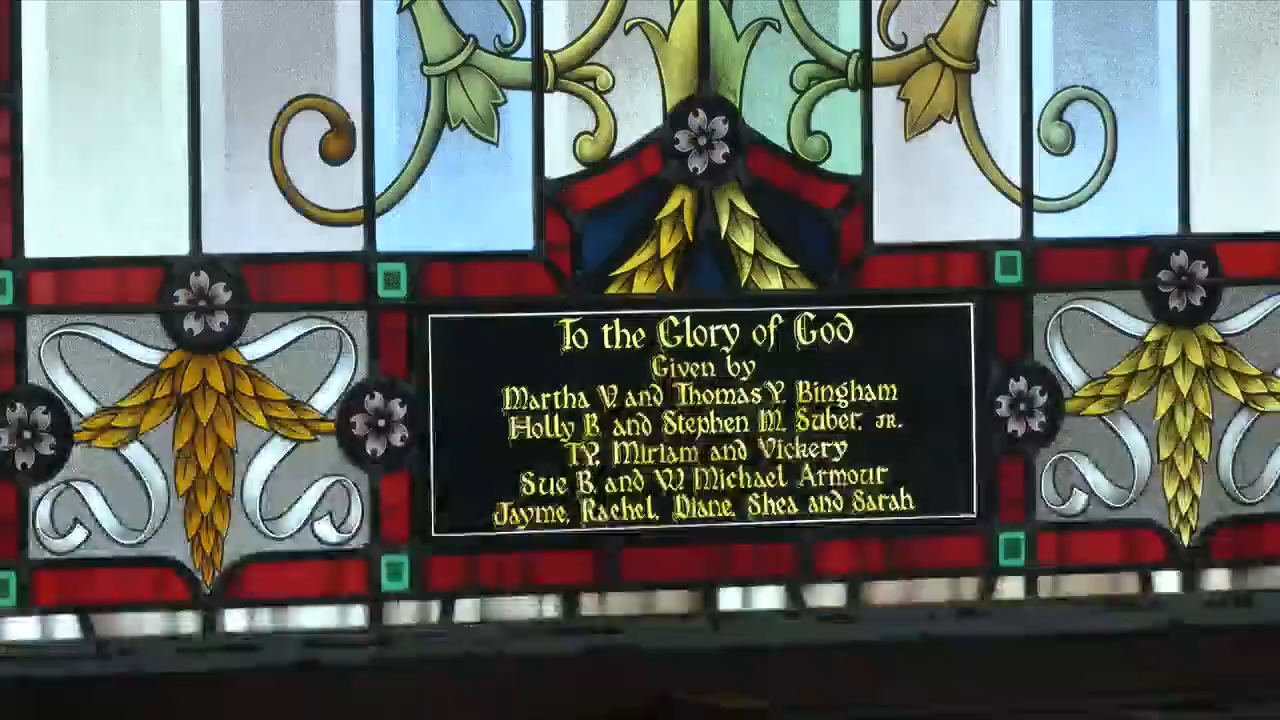 To the Glory of God
Given by
Martha V. and Thomas Y. Bingham
Holly B. and Stephen M. Suber, JR.
T.Y., Miriam and Vickery
Sue B. and W. Michael Armour
Jayme, Rachel, Diane, Shea and Sarah